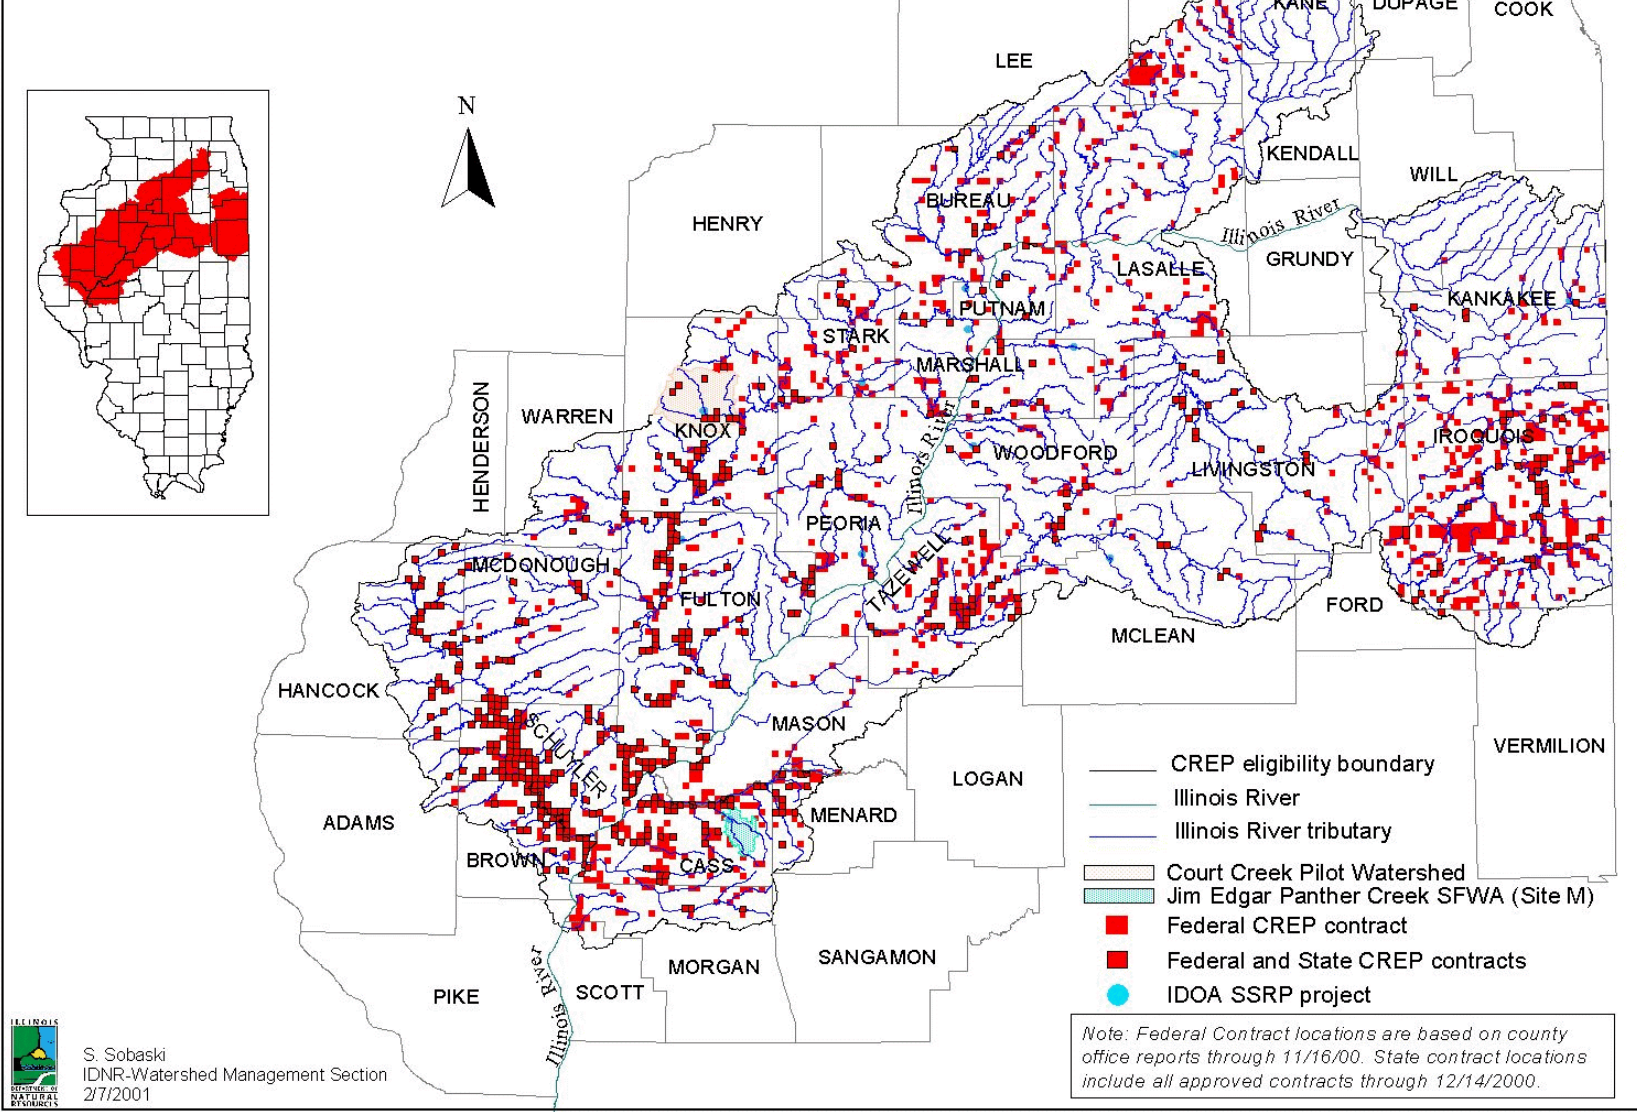 KANE
DUPAGE
COOK
LEE
N
KENDALL
WILL
BUREAU
HENRY
Illinois River
GRUNDY
LASALLE
KANKAKEE
PUTNAM
STARK
MARSHALL
HENDERSON
WARREN
KNOX
Illinois River
IROQUOIS
WOODFORD
LIVINGSTON
PEORIA
TAZEWELL
MCDONOUGH
FULTON
FORD
MCLEAN
HANCOCK
MASON
SCHUYLER
VERMILION
LOGAN
ADAMS
MENARD
BROWN
CASS
SANGAMON
MORGAN
SCOTT
PIKE
Illinois River
CREP eligibility boundary
Illinois River
Illinois River tributary
Court Creek Pilot Watershed
Jim Edgar Panther Creek SFWA (Site M)
Federal CREP contract
Federal and State CREP contracts
IDOA SSRP project
Note: Federal Contract locations are based on county
office reports through 11/16/00. State contract locations
include all approved contracts through 12/14/2000.
ILLINOIS
DEPARTMENT OF
NATURAL
RESOURCES
S. Sobaski
IDNR-Watershed Management Section
2/7/2001